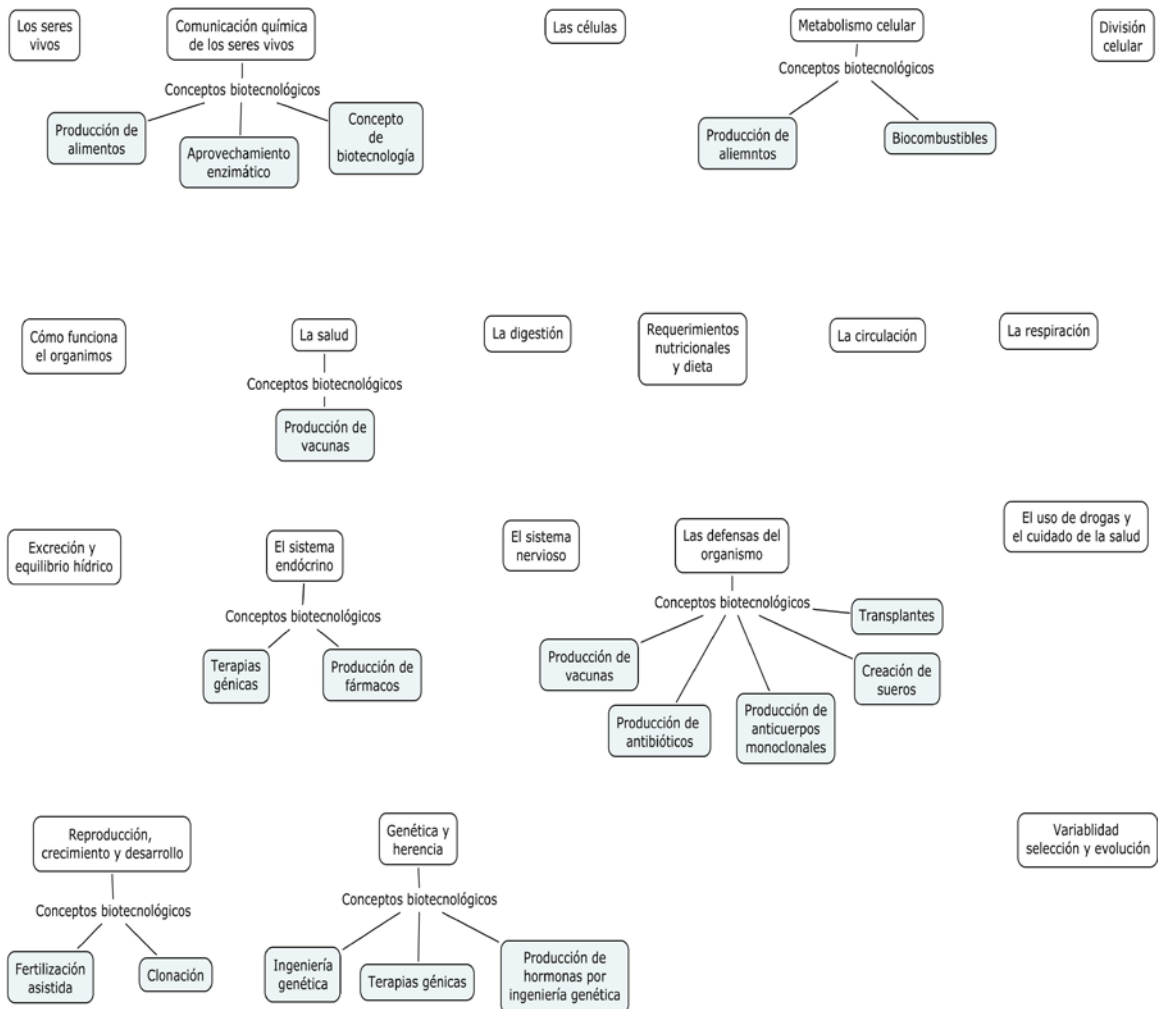 Los seres
vivos
Comunicación química
de los seres vivos
Conceptos biotecnológicos
Producción de
alimentos
Aprovechamiento
enzimático
Concepto
de
biotecnología
Las células
Metabolismo celular
Conceptos biotecnológicos
Producción de
aliemntos
Biocombustibles
División
celular
Cómo funciona
el organimos
La salud
Conceptos biotecnológicos
Producción de
vacunas
La digestión
Requerimientos
nutricionales
y dieta
La circulación
La respiración
Excreción y
equilibrio hídrico
El sistema
endócrino
Conceptos biotecnológicos
Terapias
génicas
Producción de
fármacos
El sistema
nervioso
Las defensas del
organismo
Conceptos biotecnológicos
Producción de
vacunas
Producción de
antibióticos
Producción de
anticuerpos
monoclonales
Creación de
sueros
Transplantes
El uso de drogas y
el cuidado de la salud
Reproducción,
crecimiento y desarrollo
Conceptos biotecnológicos
Fertilización
asistida
Clonación
Genética y
herencia
Conceptos biotecnológicos
Ingeniería
genética
Terapias génicas
Producción de
hormonas por
ingeniería genética
Variablidad
selección y evolución